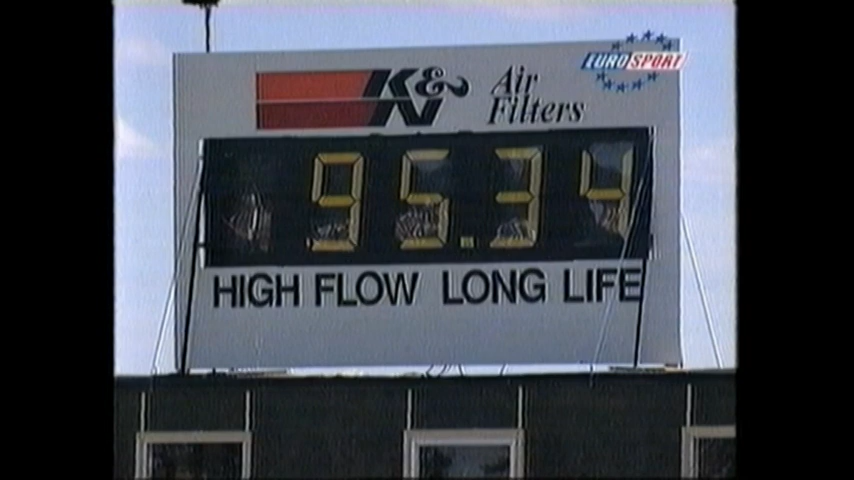 EUROSPORT
K&N Air
Filters
95.34
HIGH FLOW LONG LIFE